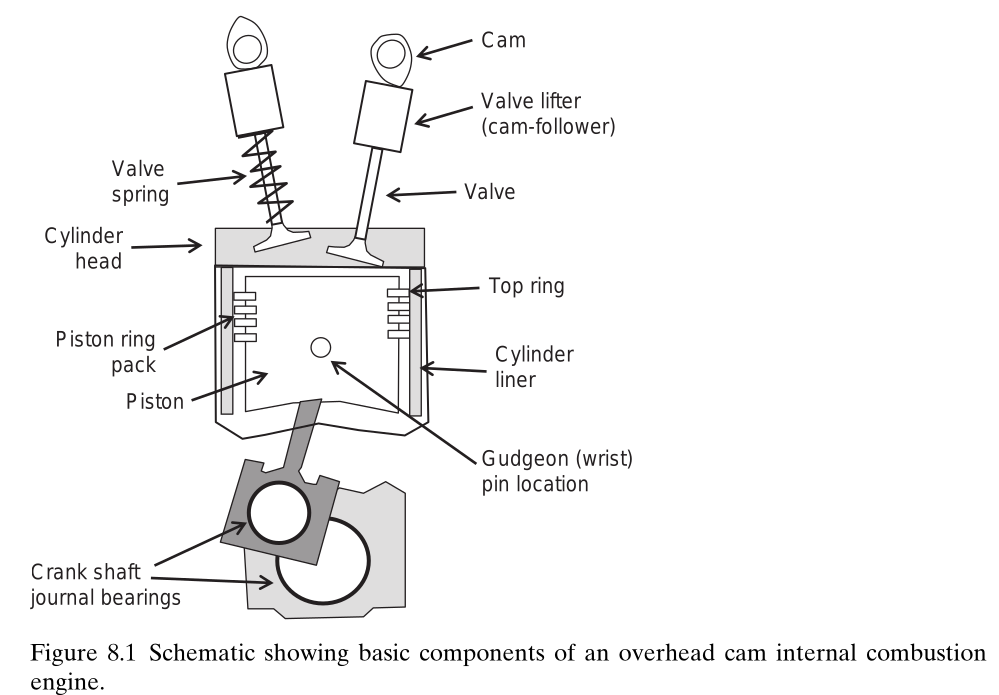 Cam
Valve lifter
(cam-follower)
Valve
spring
Valve
Cylinder
head
Top ring
Piston ring
pack
Cylinder
liner
Piston
Gudgeon (wrist)
pin location
Crank shaft
journal bearings
Figure 8.1 Schematic showing basic components of an overhead cam internal combustion
engine.